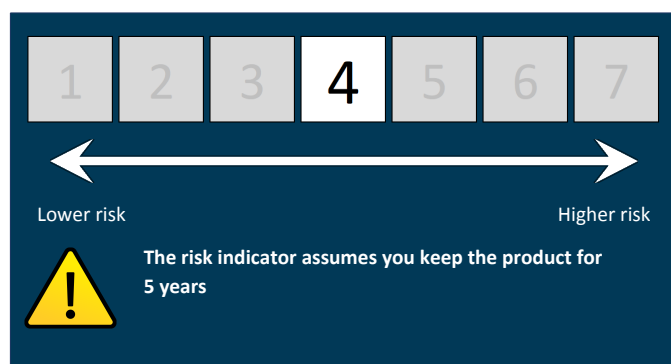 1 2 3 4 5 6 7
Lower risk Higher risk
The risk indicator assumes you keep the product for
5 years